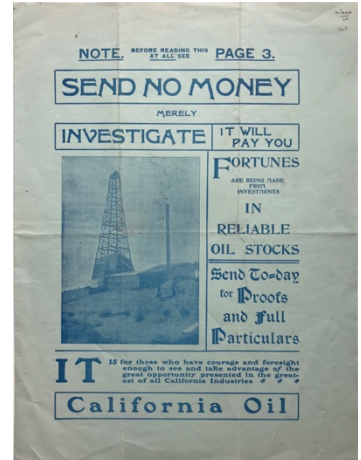 NOTE. BEFORE READING THIS AT ALL SEE PAGE 3.
SEND NO MONEY
MERELY
INVESTIGATE
IT WILL
PAY YOU
FORTUNES
ARE BEING MADE
FROM
INVESTMENTS
IN
RELIABLE
OIL STOCKS
Send To=day
for Proofs
and Full
Particulars
IT IS for those who have courage and foresight
enough to see and take advantage of the
great opportunity presented in the great-
est of all California Industries
California Oil